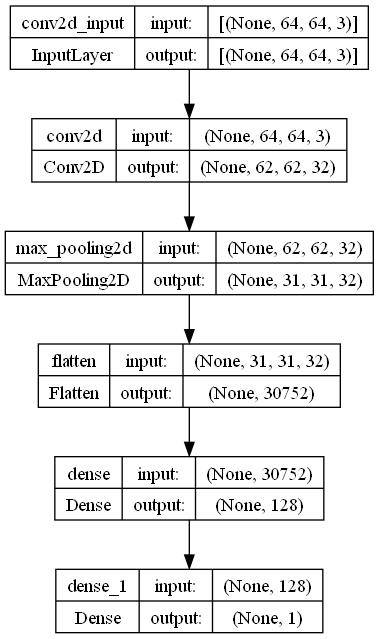 conv2d_input input: [(None, 64, 64, 3)]
InputLayer output: [(None, 64, 64, 3)]
conv2d input: (None, 64, 64, 3)
Conv2D output: (None, 62, 62, 32)
max_pooling2d input: (None, 62, 62, 32)
MaxPooling2D output: (None, 31, 31, 32)
flatten input: (None, 31, 31, 32)
Flatten output: (None, 30752)
dense input: (None, 30752)
Dense output: (None, 128)
dense_1 input: (None, 128)
Dense output: (None, 1)